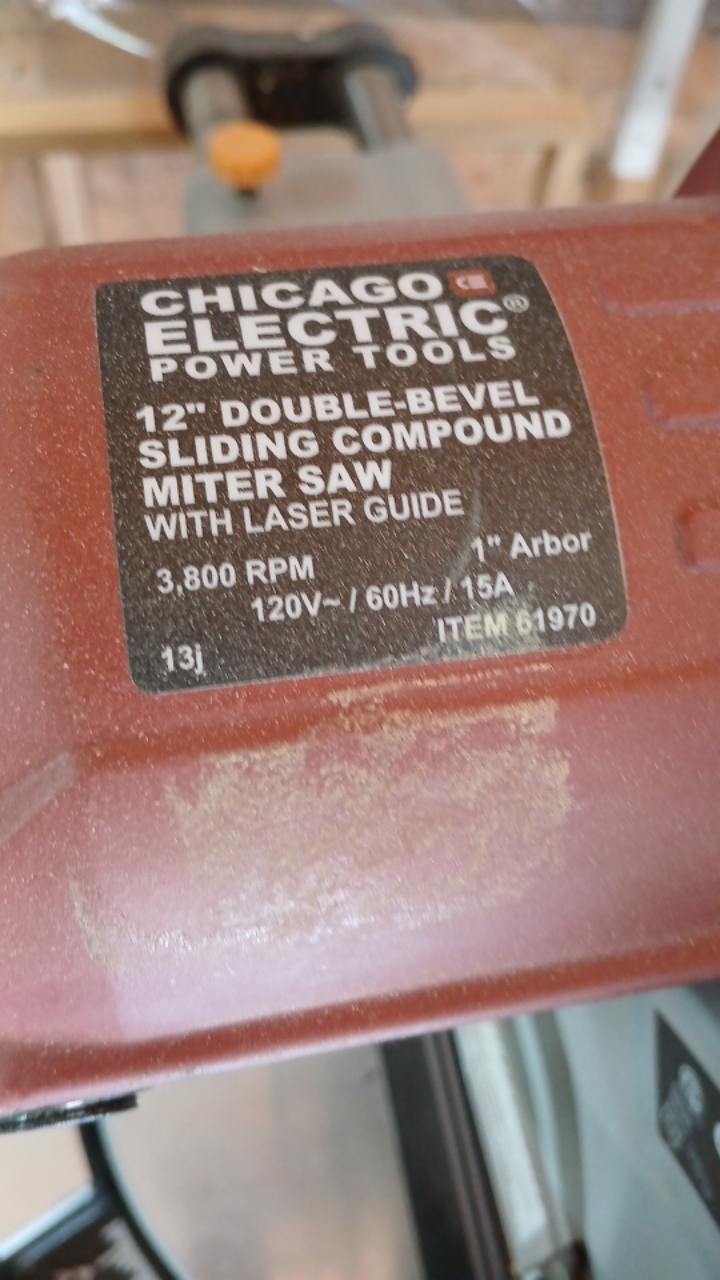 CHICAGO CE
ELECTRIC®
POWER TOOLS
12" DOUBLE-BEVEL
SLIDING COMPOUND
MITER SAW
WITH LASER GUIDE
3,800 RPM 1" Arbor
120V~ / 60Hz / 15A
ITEM 61970
13j